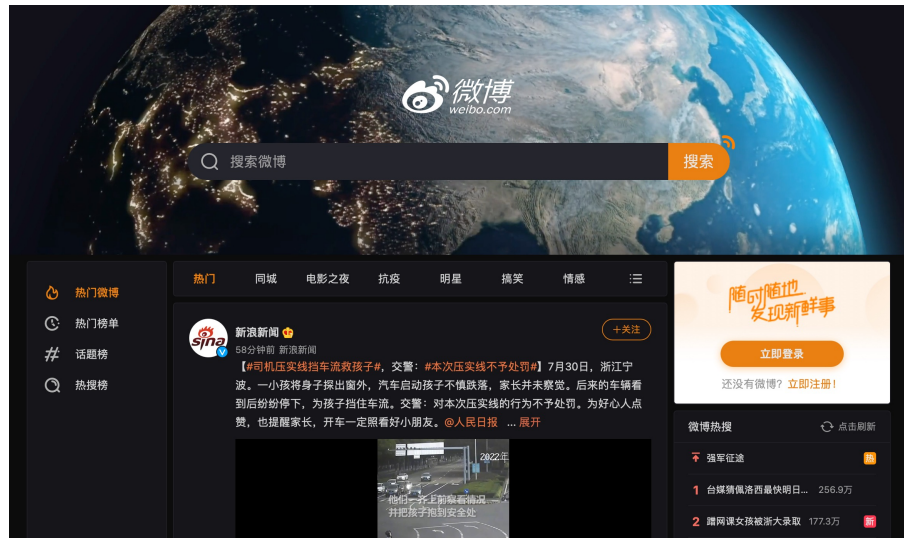 微博
weibo.com
搜索微博
搜索
热门微博
热门榜单
话题榜
热搜榜
热门 同城 电影之夜 抗疫 明星 搞笑 情感
sina
新浪新闻
+关注
58分钟前 新浪新闻
【#司机压实线挡车流救孩子#，交警：#本次压实线不予处罚#】7月30日，浙江宁
波。一小孩将身子探出窗外，汽车启动孩子不慎跌落，家长并未察觉。后来的车辆看
到后纷纷停下，为孩子挡住车流。交警：对本次压实线的行为不予处罚。为好心人点
赞，也提醒家长，开车一定照看好小朋友。@人民日报 ... 展开
2022年
他们一齐上前察看情况
并把孩子抱到安全处
随时随地
发现新鲜事
立即登录
还没有微博？立即注册！
微博热搜 点击刷新
强军征途 热
1 台媒猜佩洛西最快明日... 256.9万
2 蹭网课女孩被浙大录取 177.3万 新